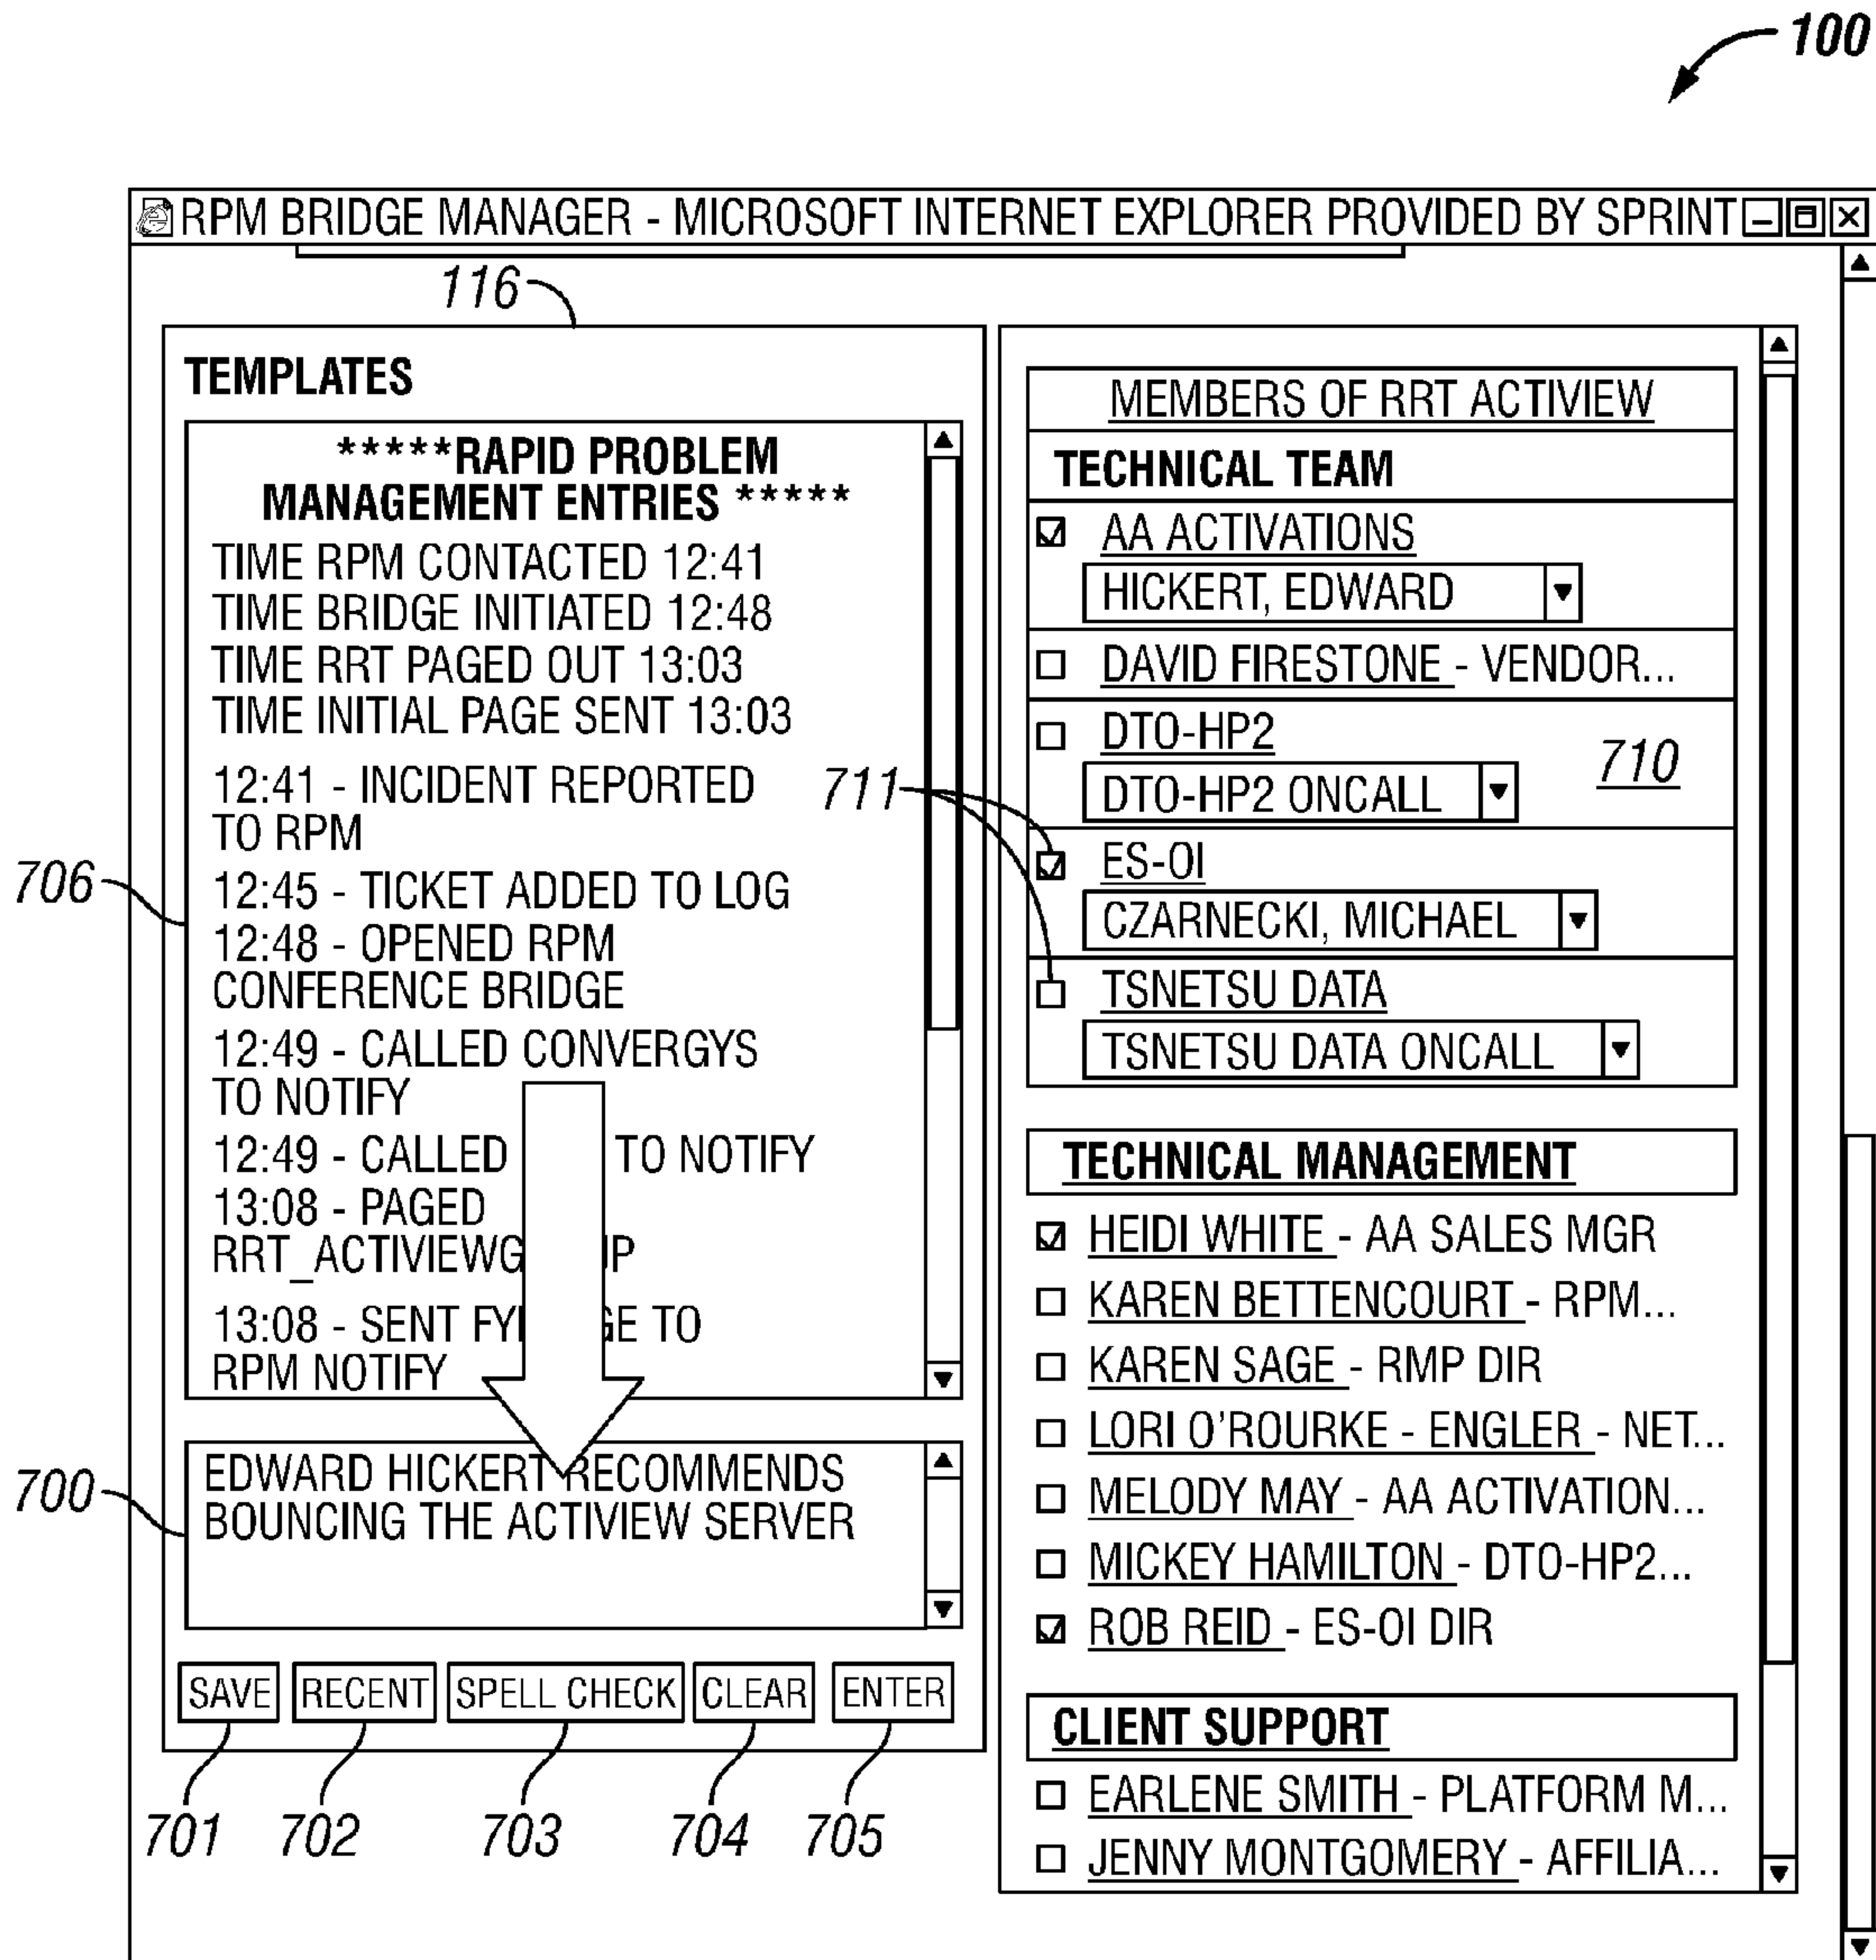 100
RPM BRIDGE MANAGER - MICROSOFT INTERNET EXPLORER PROVIDED BY SPRINT
116
TEMPLATES
*****RAPID PROBLEM
MANAGEMENT ENTRIES *****
TIME RPM CONTACTED 12:41
TIME BRIDGE INITIATED 12:48
TIME RRT PAGED OUT 13:03
TIME INITIAL PAGE SENT 13:03
12:41 - INCIDENT REPORTED
TO RPM
706
12:45 - TICKET ADDED TO LOG
12:48 - OPENED RPM
CONFERENCE BRIDGE
12:49 - CALLED CONVERGYS
TO NOTIFY
12:49 - CALLED TO NOTIFY
13:08 - PAGED
13:08 - SENT TO
RPM NOTIFY
700
EDWARD HICKERT RECOMMENDS
BOUNCING THE ACTIVIEW SERVER
SAVE RECENT SPELL CHECK CLEAR ENTER
701 702 703 704 705
MEMBERS OF RRT ACTIVIEW
TECHNICAL TEAM
AA ACTIVATIONS
HICKERT, EDWARD
DAVID FIRESTONE - VENDOR...
DTO-HP2
710
DTO-HP2 ONCALL
711
ES-OI
CZARNECKI, MICHAEL
TSNETSU DATA
TSNETSU DATA ONCALL
TECHNICAL MANAGEMENT
HEIDI WHITE - AA SALES MGR
KAREN BETTENCOURT - RPM...
KAREN SAGE - RMP DIR
LORI O'ROURKE - ENGLER - NET...
MELODY MAY - AA ACTIVATION...
MICKEY HAMILTON - DTO-HP2...
ROB REID - ES-OI DIR
CLIENT SUPPORT
EARLENE SMITH - PLATFORM M...
JENNY MONTGOMERY - AFFILIA...